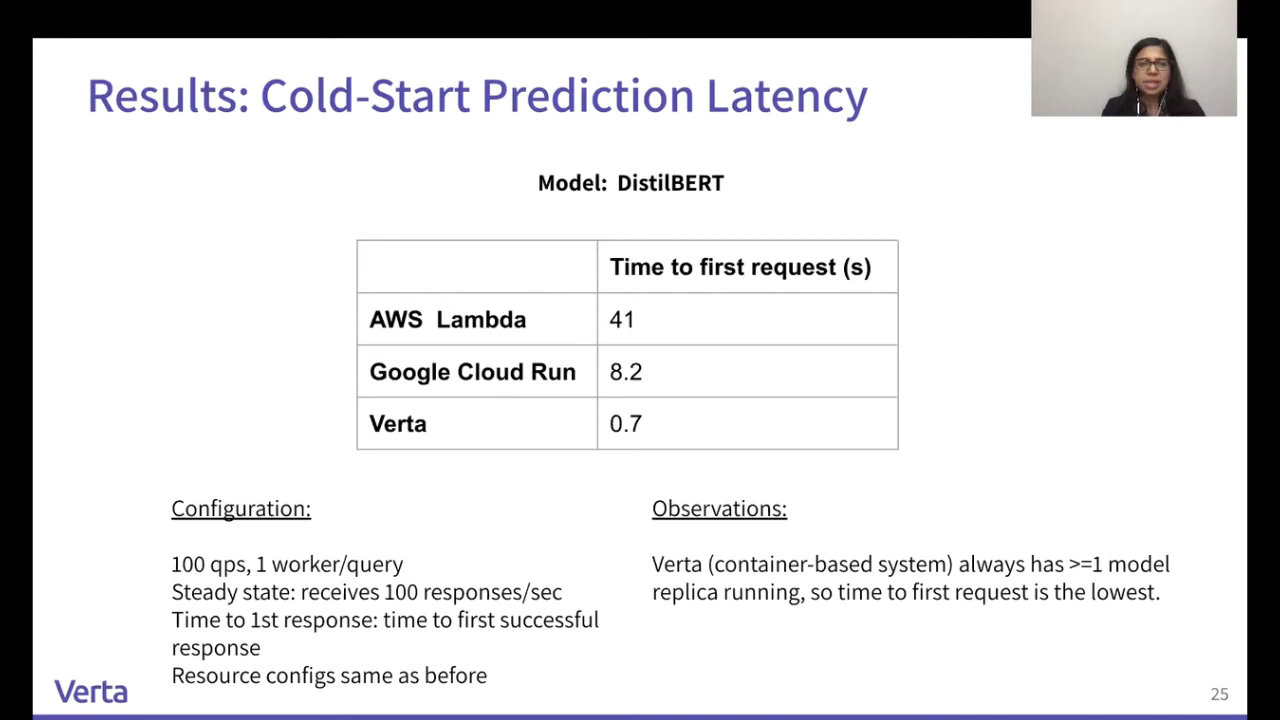 Results: Cold-Start Prediction Latency
Model: DistilBERT
Time to first request (s)
AWS Lambda 41
Google Cloud Run 8.2
Verta 0.7
Configuration:
100 qps, 1 worker/query
Steady state: receives 100 responses/sec
Time to 1st response: time to first successful
response
Resource configs same as before
Observations:
Verta (container-based system) always has >=1 model
replica running, so time to first request is the lowest.
Verta
25